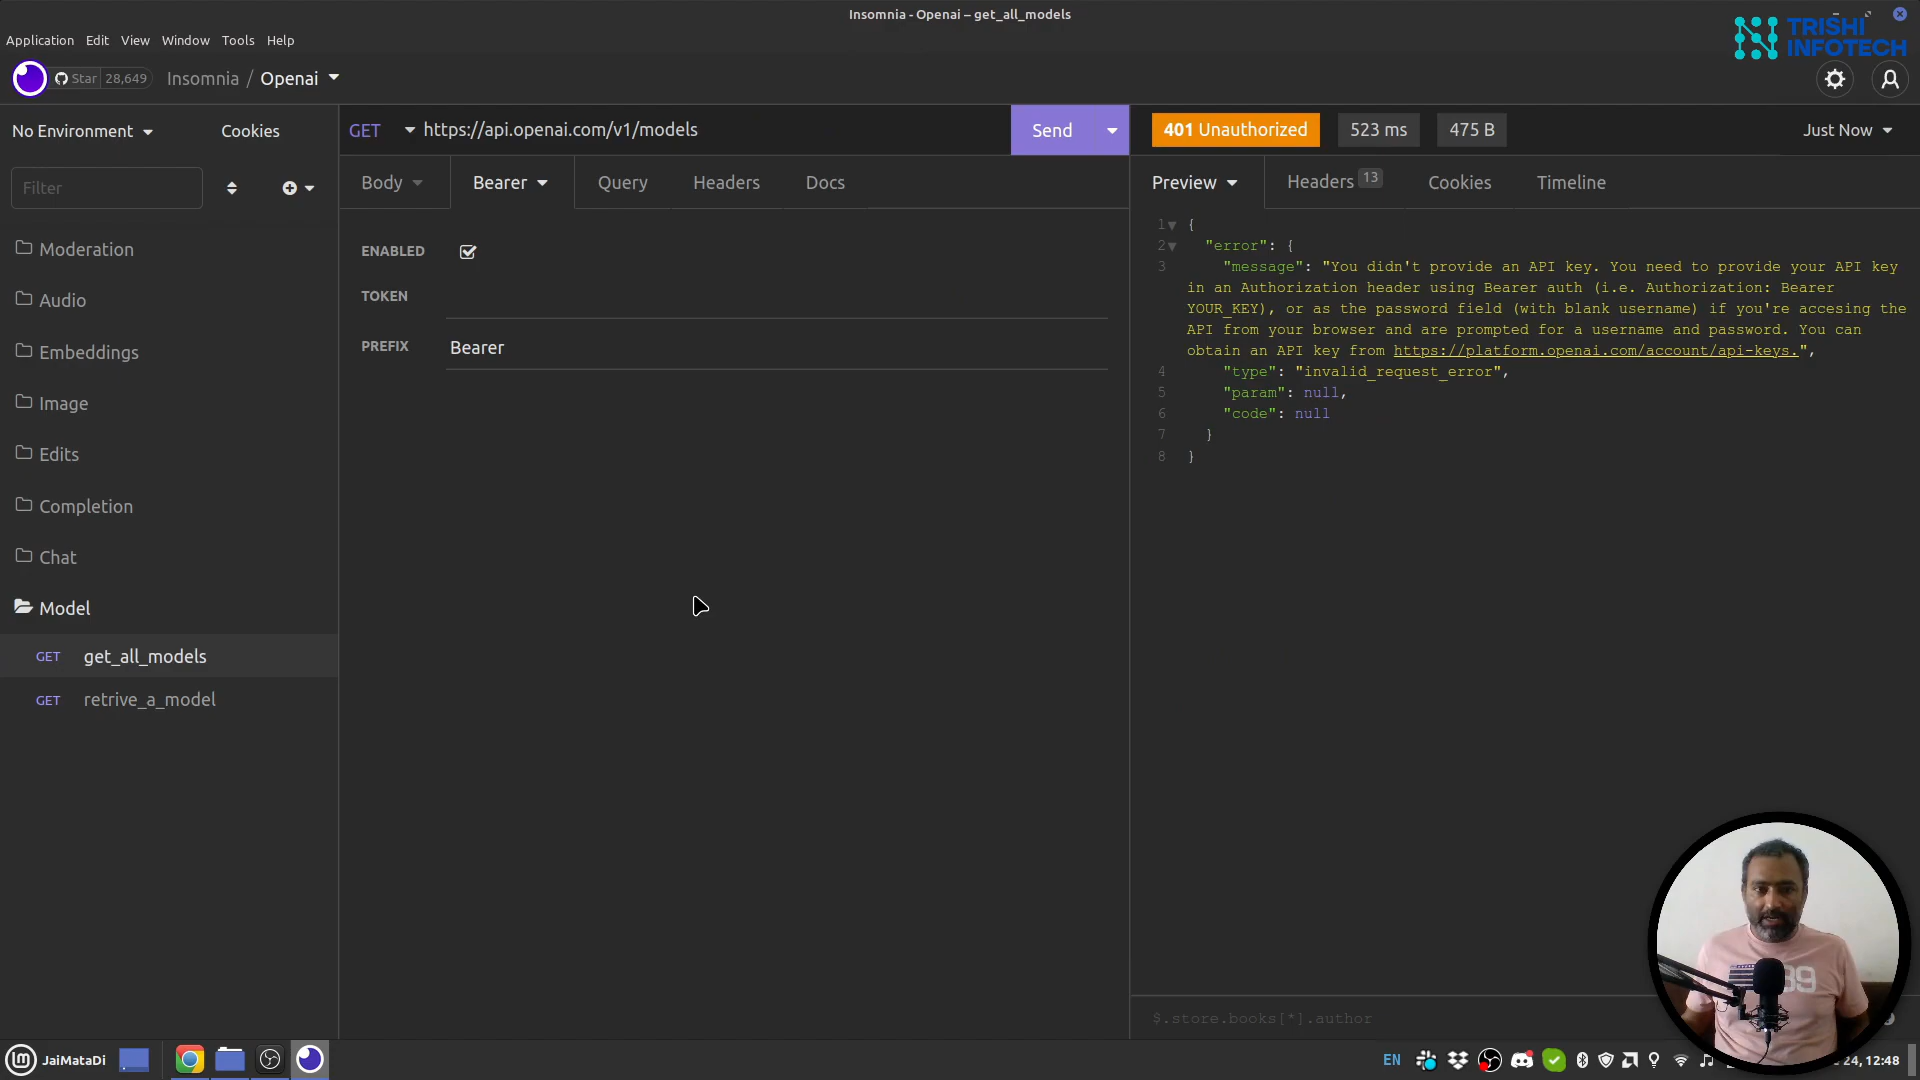 Insomnia - Openai – get_all_models
TRISHI
INFOTECH
Application Edit View Window Tools Help
Star 28,649 Insomnia / Openai
No Environment Cookies
GET https://api.openai.com/v1/models Send
401 Unauthorized 523 ms 475 B Just Now
Filter
Body Bearer Query Headers Docs
Preview Headers 13 Cookies Timeline
Moderation
Audio
Embeddings
Image
Edits
Completion
Chat
Model
GET get_all_models
GET retrive_a_model
ENABLED
TOKEN
PREFIX Bearer
1 {
2 "error": {
3 "message": "You didn't provide an API key. You need to provide your API key
in an Authorization header using Bearer auth (i.e. Authorization: Bearer
YOUR_KEY), or as the password field (with blank username) if you're accesing the
API from your browser and are prompted for a username and password. You can
obtain an API key from https://platform.openai.com/account/api-keys.",
4 "type": "invalid_request_error",
5 "param": null,
6 "code": null
7 }
8 }
$.store.books[*].author
JaiMataDi
EN
24, 12:48